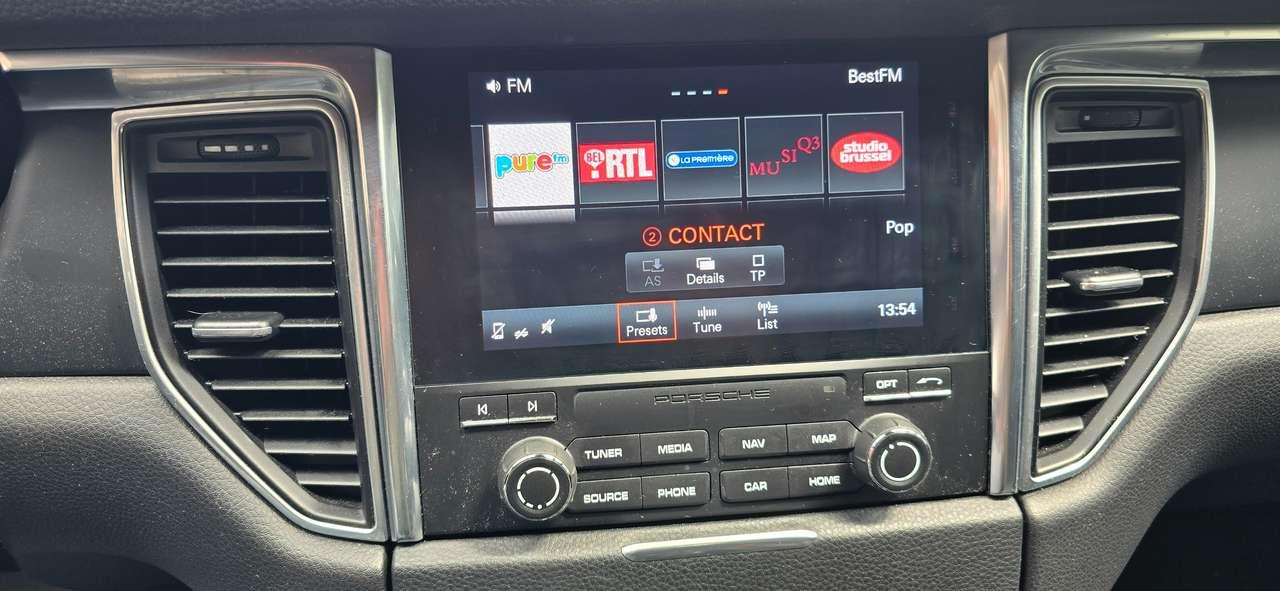 FM
BestFM
pure fm
BEL RTL
LA PREMIÈRE
MUSIQ3
studio brussel
2 CONTACT
Pop
AS
Details
TP
Presets
Tune
List
13:54
PORSCHE
OPT
TUNER
MEDIA
NAV
MAP
SOURCE
PHONE
CAR
HOME